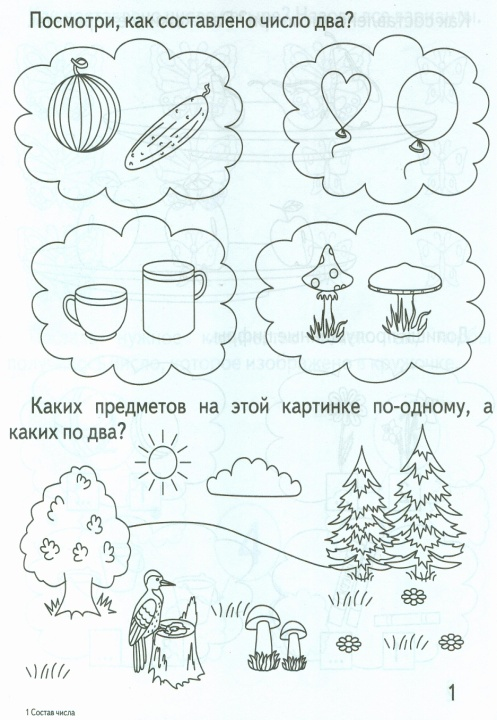 Посмотри, как составлено число два?
Каких предметов на этой картинке по-одному, а
каких по два?
1
1 Состав числа